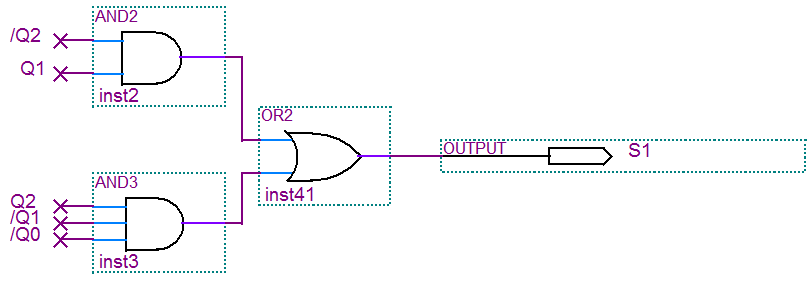 AND2
/Q2
Q1
inst2
OR2
inst41
OUTPUT
S1
AND3
Q2
/Q1
/Q0
inst3